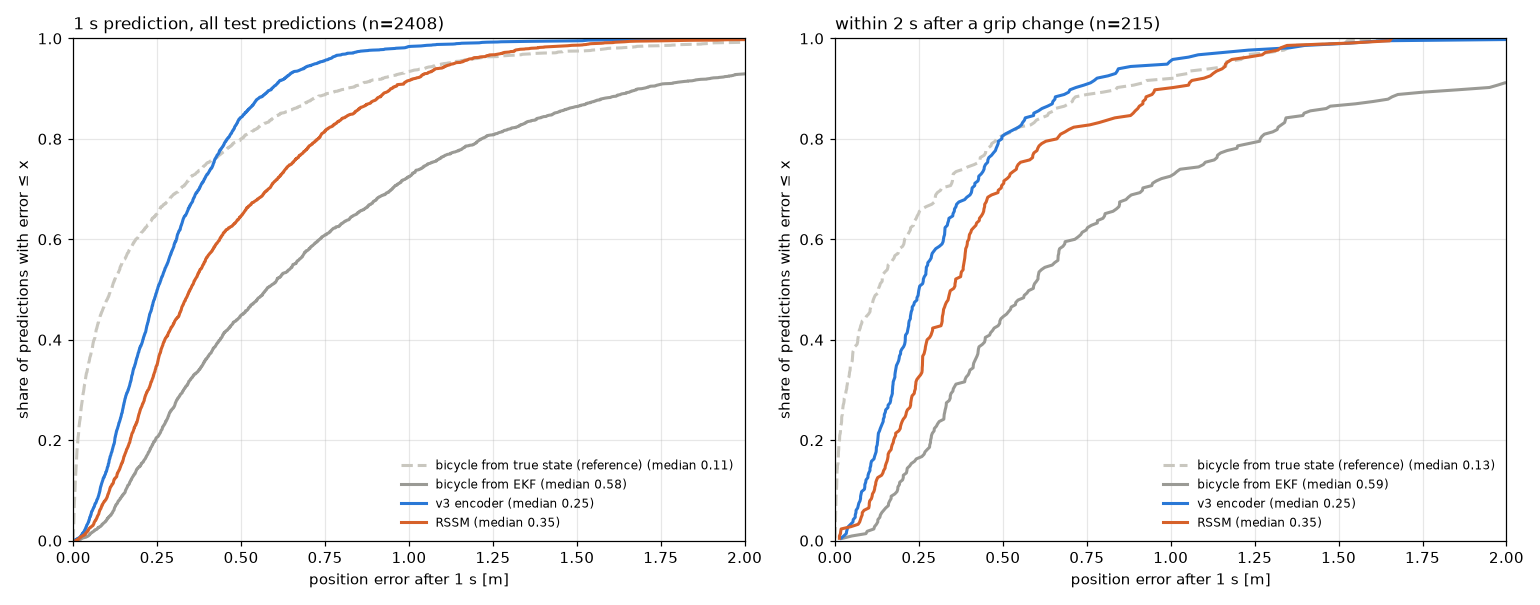 1 s prediction, all test predictions (n=2408)
1.0
0.8
0.6
0.4
0.2
0.0
share of predictions with error ≤ x
0.00 0.25 0.50 0.75 1.00 1.25 1.50 1.75 2.00
position error after 1 s [m]
bicycle from true state (reference) (median 0.11)
bicycle from EKF (median 0.58)
v3 encoder (median 0.25)
RSSM (median 0.35)
within 2 s after a grip change (n=215)
1.0
0.8
0.6
0.4
0.2
0.0
share of predictions with error ≤ x
0.00 0.25 0.50 0.75 1.00 1.25 1.50 1.75 2.00
position error after 1 s [m]
bicycle from true state (reference) (median 0.13)
bicycle from EKF (median 0.59)
v3 encoder (median 0.25)
RSSM (median 0.35)